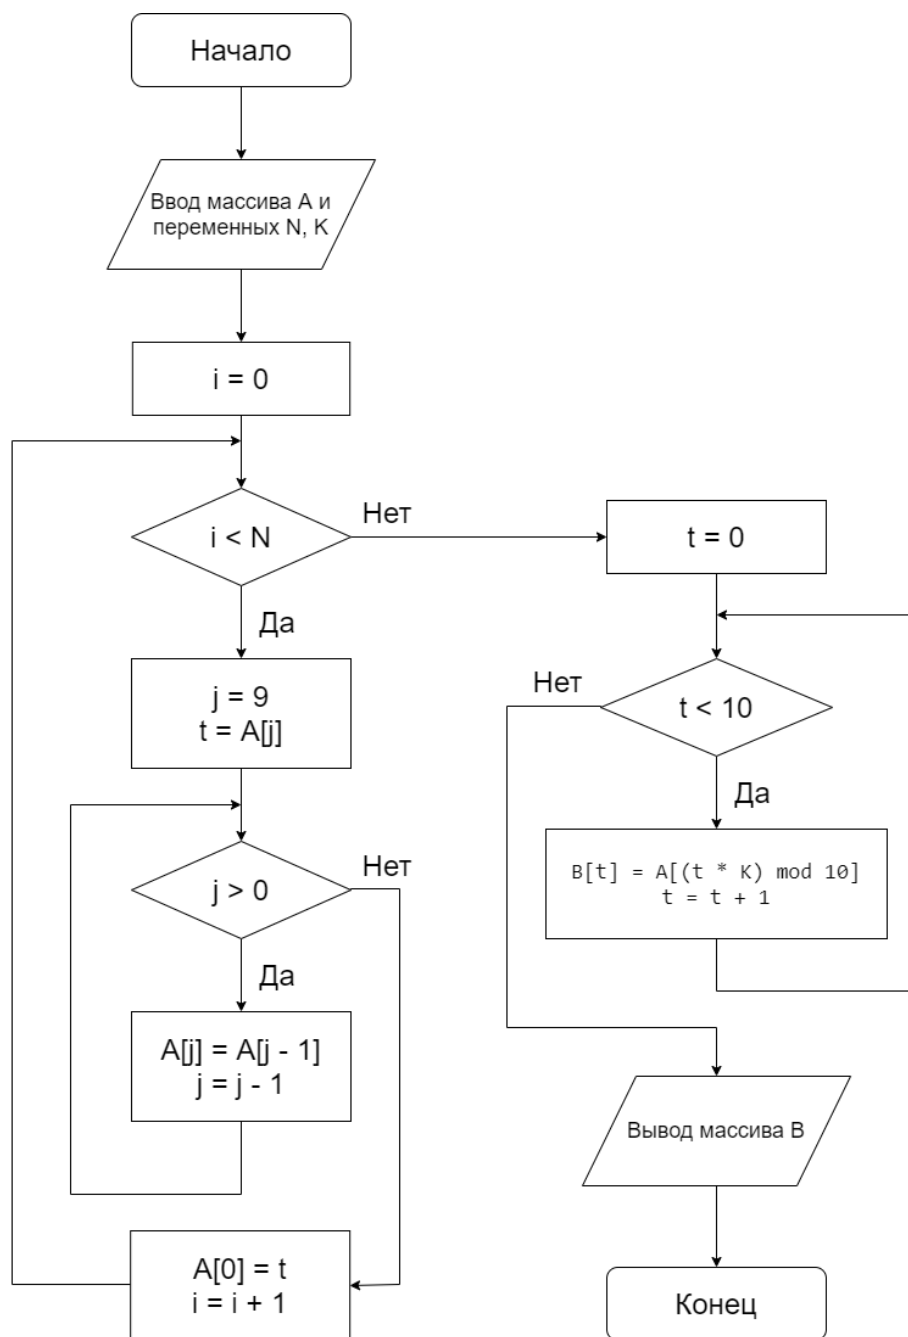 Начало
Ввод массива А и
переменных N, K
i = 0
i < N
Нет
Да
j = 9
t = A[j]
j > 0
Нет
Да
A[j] = A[j - 1]
j = j - 1
A[0] = t
i = i + 1
t = 0
t < 10
Нет
Да
B[t] = A[(t * K) mod 10]
t = t + 1
Вывод массива B
Конец